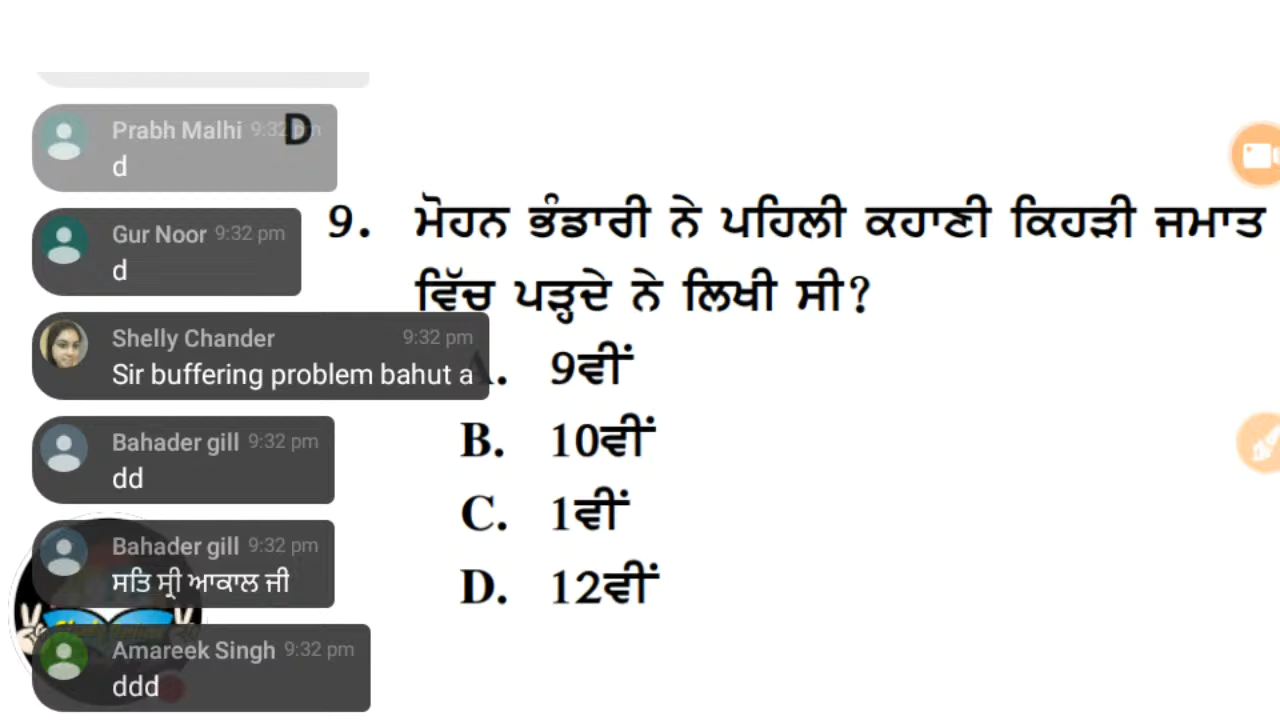 Prabh Malhi 9:32 pm
D
d
Gur Noor 9:32 pm
d
Shelly Chander 9:32 pm
Sir buffering problem bahut a
Bahader gill 9:32 pm
dd
Bahader gill 9:32 pm
ਸਤਿ ਸ੍ਰੀ ਆਕਾਲ ਜੀ
Amareek Singh 9:32 pm
ddd
9. ਮੋਹਨ ਭੰਡਾਰੀ ਨੇ ਪਹਿਲੀ ਕਹਾਣੀ ਕਿਹੜੀ ਜਮਾਤ
ਵਿੱਚ ਪੜ੍ਹਦੇ ਨੇ ਲਿਖੀ ਸੀ?
A. 9ਵੀਂ
B. 10ਵੀਂ
C. 1ਵੀਂ
D. 12ਵੀਂ